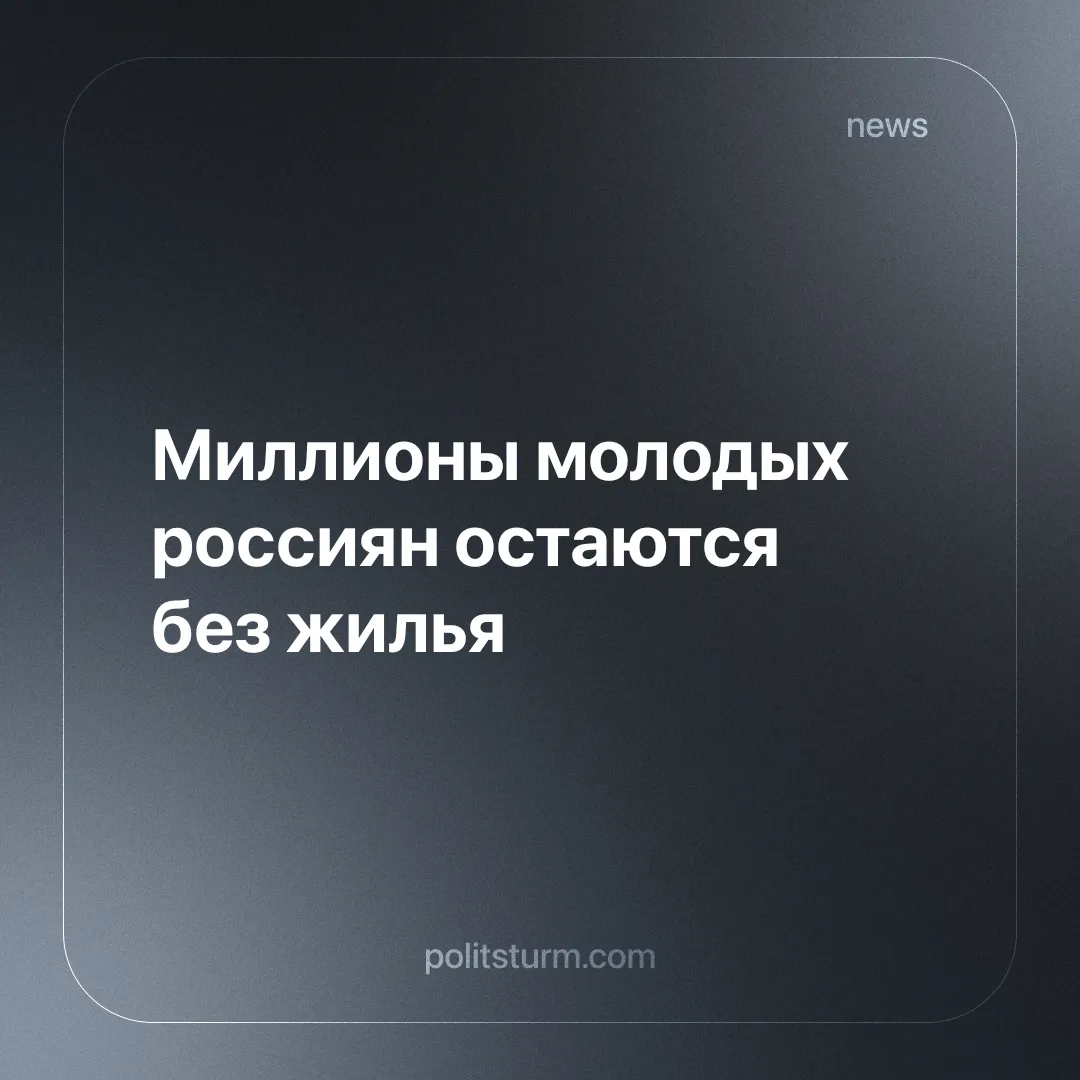 news
Миллионы молодых
россиян остаются
без жилья
politsturm.com